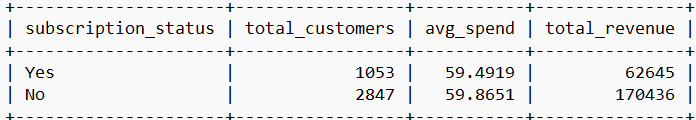 subscription_status | total_customers | avg_spend | total_revenue
Yes | 1053 | 59.4919 | 62645
No | 2847 | 59.8651 | 170436